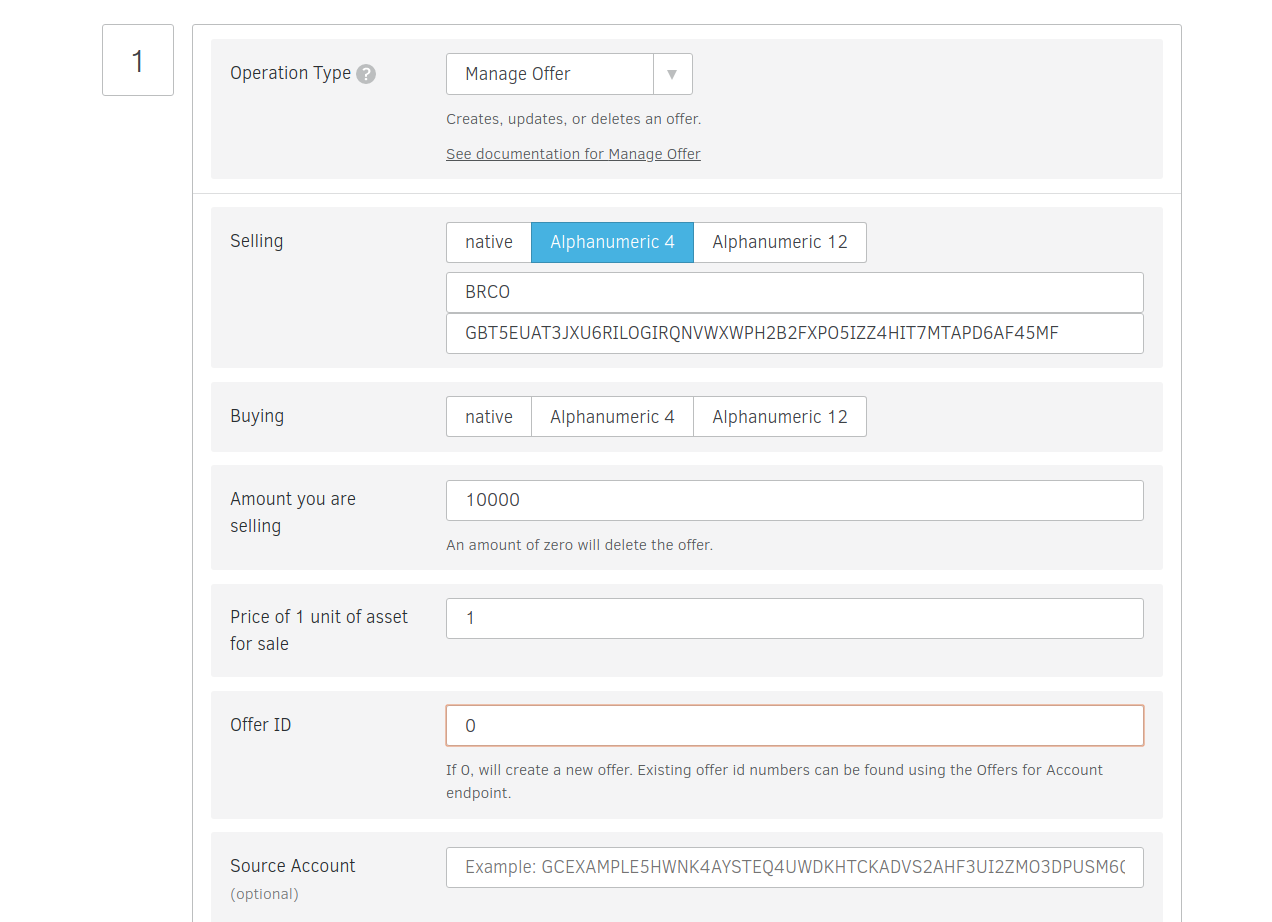 1
Operation Type ?
Manage Offer ▼
Creates, updates, or deletes an offer.
See documentation for Manage Offer
Selling
native Alphanumeric 4 Alphanumeric 12
BRCO
GBT5EUAT3JXU6RILOGIRQNVWXWPH2B2FXPO5IZZ4HIT7MTAPD6AF45MF
Buying
native Alphanumeric 4 Alphanumeric 12
Amount you are
selling
10000
An amount of zero will delete the offer.
Price of 1 unit of asset
for sale
1
Offer ID
0
If 0, will create a new offer. Existing offer id numbers can be found using the Offers for Account
endpoint.
Source Account
(optional)
Example: GCEXAMPLE5HWNK4AYSTEQ4UWDKHTCKADVS2AHF3UI2ZMO3DPUSM6